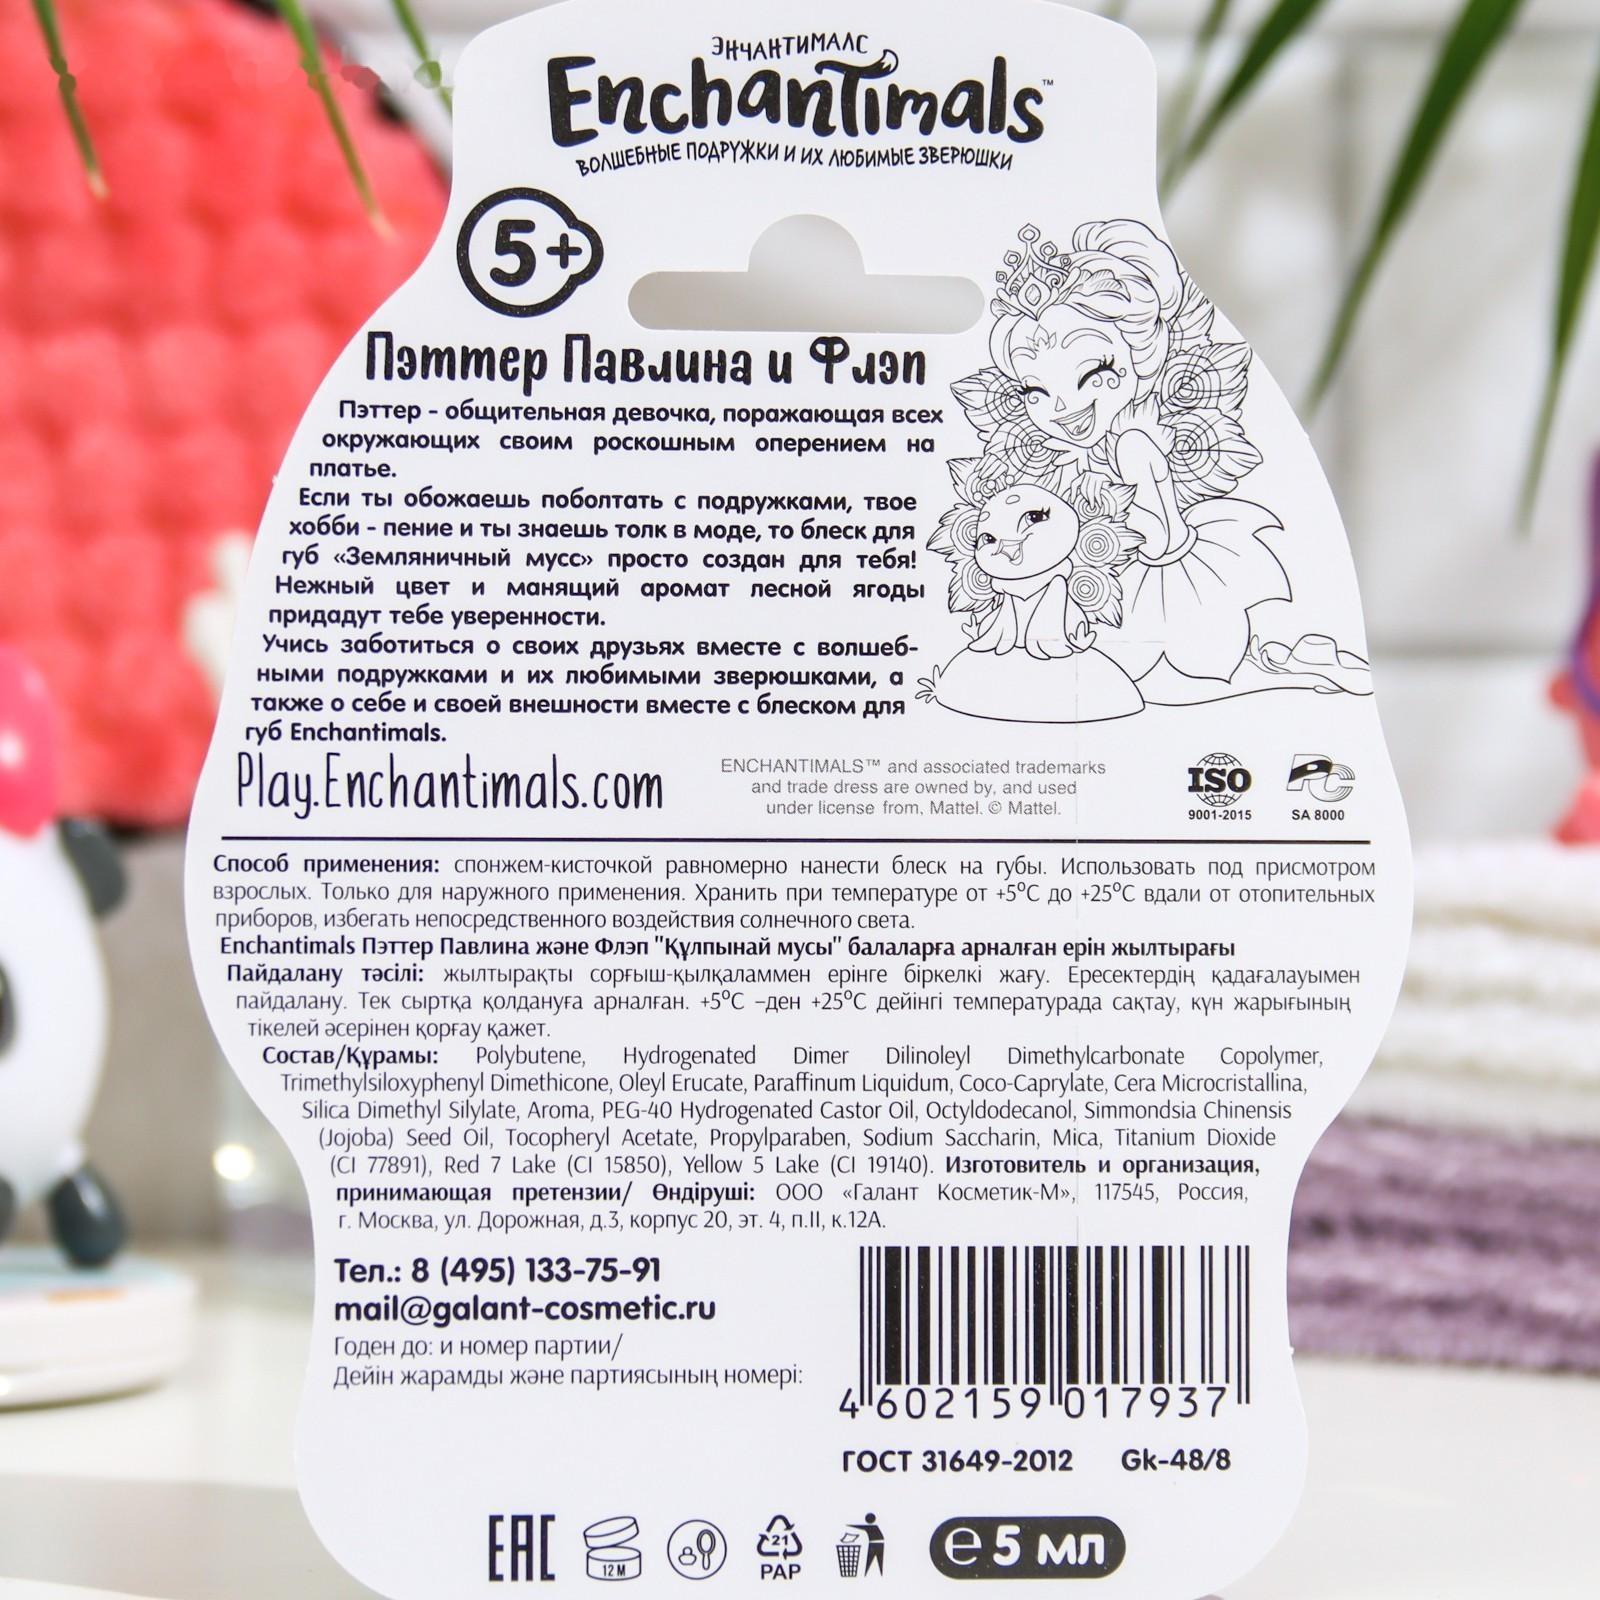 ЭНЧАНТИМАЛС
EnchanTimals™
ВОЛШЕБНЫЕ ПОДРУЖКИ И ИХ ЛЮБИМЫЕ ЗВЕРЮШКИ
5+
Пэттер Павлина и Флэп
Пэттер - общительная девочка, поражающая всех
окружающих своим роскошным оперением на
платье.
Если ты обожаешь поболтать с подружками, твое
хобби - пение и ты знаешь толк в моде, то блеск для
губ «Земляничный мусс» просто создан для тебя!
Нежный цвет и манящий аромат лесной ягоды
придадут тебе уверенности.
Учись заботиться о своих друзьях вместе с волшеб-
ными подружками и их любимыми зверюшками, а
также о себе и своей внешности вместе с блеском для
губ Enchantimals.
Play.Enchantimals.com
ENCHANTIMALS™ and associated trademarks
and trade dress are owned by, and used
under license from, Mattel. © Mattel.
ISO
9001-2015
РС
SA 8000
Способ применения: спонжем-кисточкой равномерно нанести блеск на губы. Использовать под присмотром
взрослых. Только для наружного применения. Хранить при температуре от +5⁰С до +25⁰С вдали от отопительных
приборов, избегать непосредственного воздействия солнечного света.
Enchantimals Пэттер Павлина және Флэп "Құлпынай мусы" балаларға арналған ерін жылтырағы
Пайдалану тәсілі: жылтырақты сорғыш-қылқаламмен ерінге біркелкі жағу. Ересектердің қадағалауымен
пайдалану. Тек сыртқа қолдануға арналған. +5⁰С –ден +25⁰С дейінгі температурада сақтау, күн жарығының
тікелей әсерінен қорғау қажет.
Состав/Құрамы: Polybutene, Hydrogenated Dimer Dilinoleyl Dimethylcarbonate Copolymer,
Trimethylsiloxyphenyl Dimethicone, Oleyl Erucate, Paraffinum Liquidum, Coco-Caprylate, Cera Microcristallina,
Silica Dimethyl Silylate, Aroma, PEG-40 Hydrogenated Castor Oil, Octyldodecanol, Simmondsia Chinensis
(Jojoba) Seed Oil, Tocopheryl Acetate, Propylparaben, Sodium Saccharin, Mica, Titanium Dioxide
(CI 77891), Red 7 Lake (CI 15850), Yellow 5 Lake (CI 19140). Изготовитель и организация,
принимающая претензии/ Өндіруші: ООО «Галант Косметик-М», 117545, Россия,
г. Москва, ул. Дорожная, д.3, корпус 20, эт. 4, п.II, к.12А.
Тел.: 8 (495) 133-75-91
mail@galant-cosmetic.ru
Годен до: и номер партии/
Дейін жарамды және партиясының номері:
4 602159 017937
ГОСТ 31649-2012 Gk-48/8
EAC
12 M
21
PAP
e 5 мл